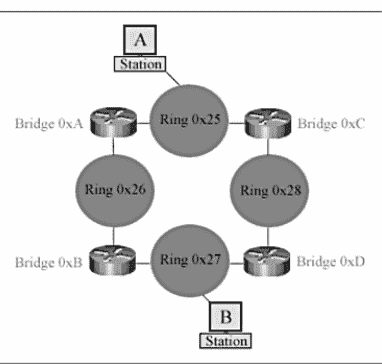 A
Station
Bridge 0xA
Ring 0x25
Bridge 0xC
Ring 0x26
Ring 0x28
Bridge 0xB
Ring 0x27
Bridge 0xD
B
Station